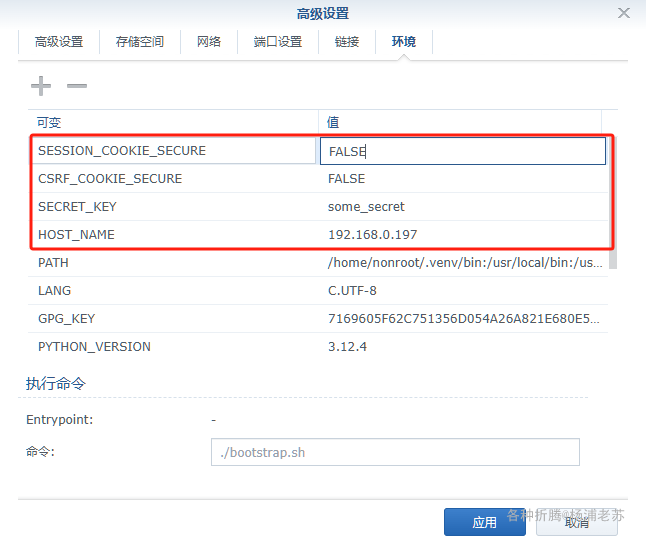 高级设置
高级设置 存储空间 网络 端口设置 链接 环境
可变 值
SESSION_COOKIE_SECURE FALSE
CSRF_COOKIE_SECURE FALSE
SECRET_KEY some_secret
HOST_NAME 192.168.0.197
PATH /home/nonroot/.venv/bin:/usr/local/bin:/us...
LANG C.UTF-8
GPG_KEY 7169605F62C751356D054A26A821E680E5...
PYTHON_VERSION 3.12.4
执行命令
Entrypoint: -
命令: ./bootstrap.sh
应用 取消
各种折腾@杨浦老苏